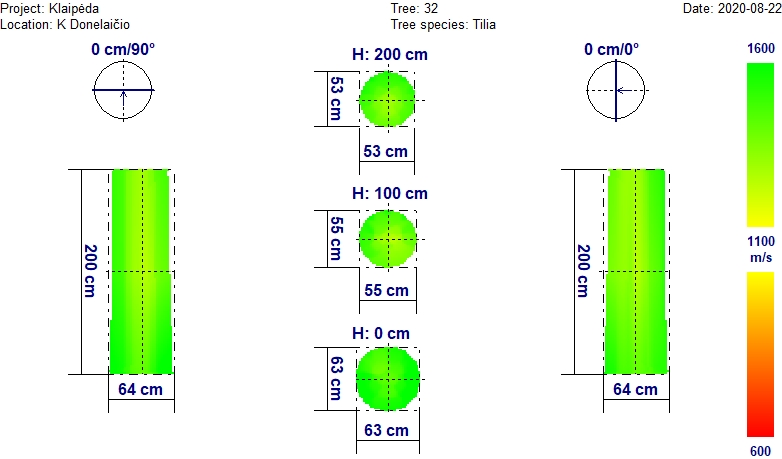 Project: Klaipėda
Tree: 32
Date: 2020-08-22
Location: K Donelaičio
Tree species: Tilia
0 cm/90°
H: 200 cm
0 cm/0°
1600
53 cm
53 cm
H: 100 cm
55 cm
55 cm
200 cm
200 cm
1100
m/s
H: 0 cm
63 cm
63 cm
64 cm
64 cm
600